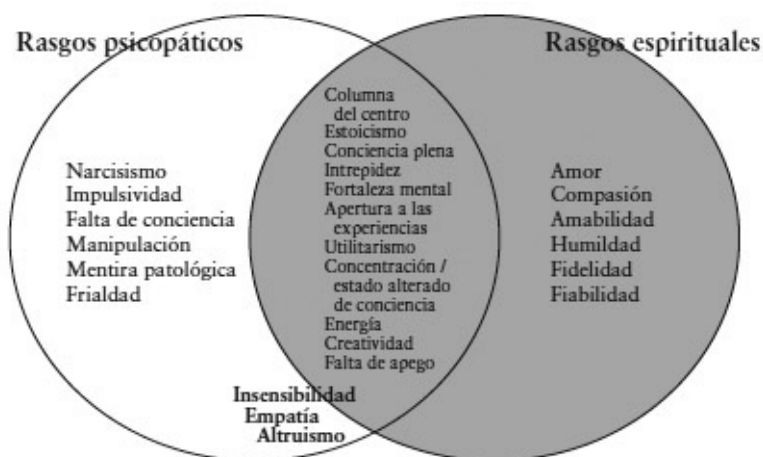 Rasgos psicopáticos
Rasgos espirituales
Narcisismo
Impulsividad
Falta de conciencia
Manipulación
Mentira patológica
Frialdad
Columna
del centro
Estoicismo
Conciencia plena
Intrepidez
Fortaleza mental
Apertura a las
experiencias
Utilitarismo
Concentración /
estado alterado
de conciencia
Energía
Creatividad
Falta de apego
Amor
Compasión
Amabilidad
Humildad
Fidelidad
Fiabilidad
Insensibilidad
Empatía
Altruismo